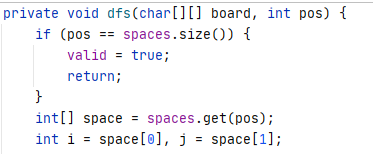 private void dfs(char[][] board, int pos) {
    if (pos == spaces.size()) {
        valid = true;
        return;
    }
    int[] space = spaces.get(pos);
    int i = space[0], j = space[1];